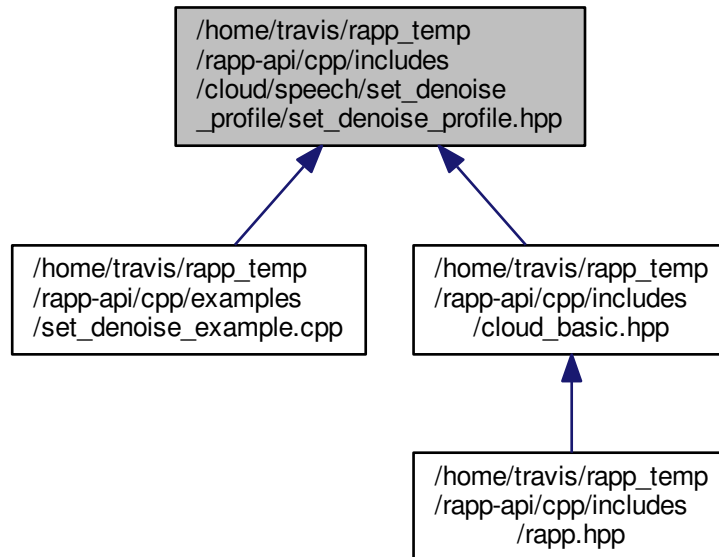 /home/travis/rapp_temp
/rapp-api/cpp/includes
/cloud/speech/set_denoise
_profile/set_denoise_profile.hpp
/home/travis/rapp_temp
/rapp-api/cpp/examples
/set_denoise_example.cpp
/home/travis/rapp_temp
/rapp-api/cpp/includes
/cloud_basic.hpp
/home/travis/rapp_temp
/rapp-api/cpp/includes
/rapp.hpp